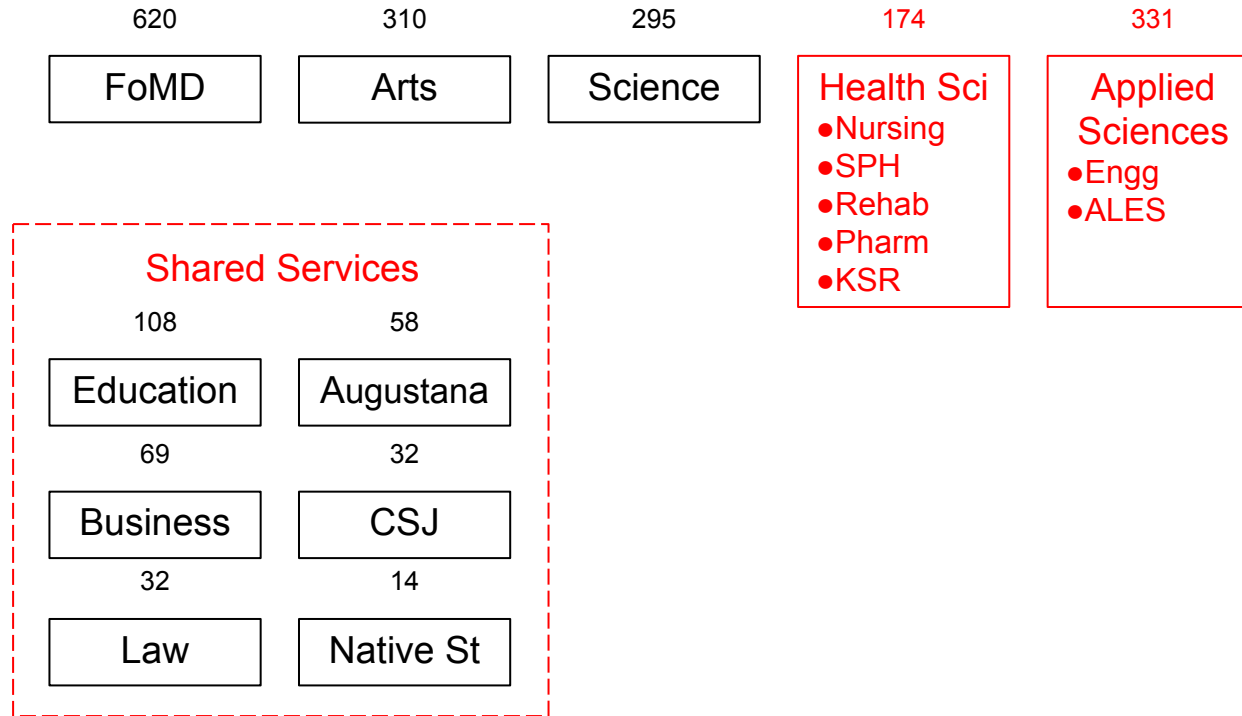 620 310 295 174 331
FoMD Arts Science Health Sci Applied
Sciences
●Nursing
●SPH
●Rehab
●Pharm
●KSR
●Engg
●ALES
Shared Services
108 58
Education Augustana
69 32
Business CSJ
32 14
Law Native St